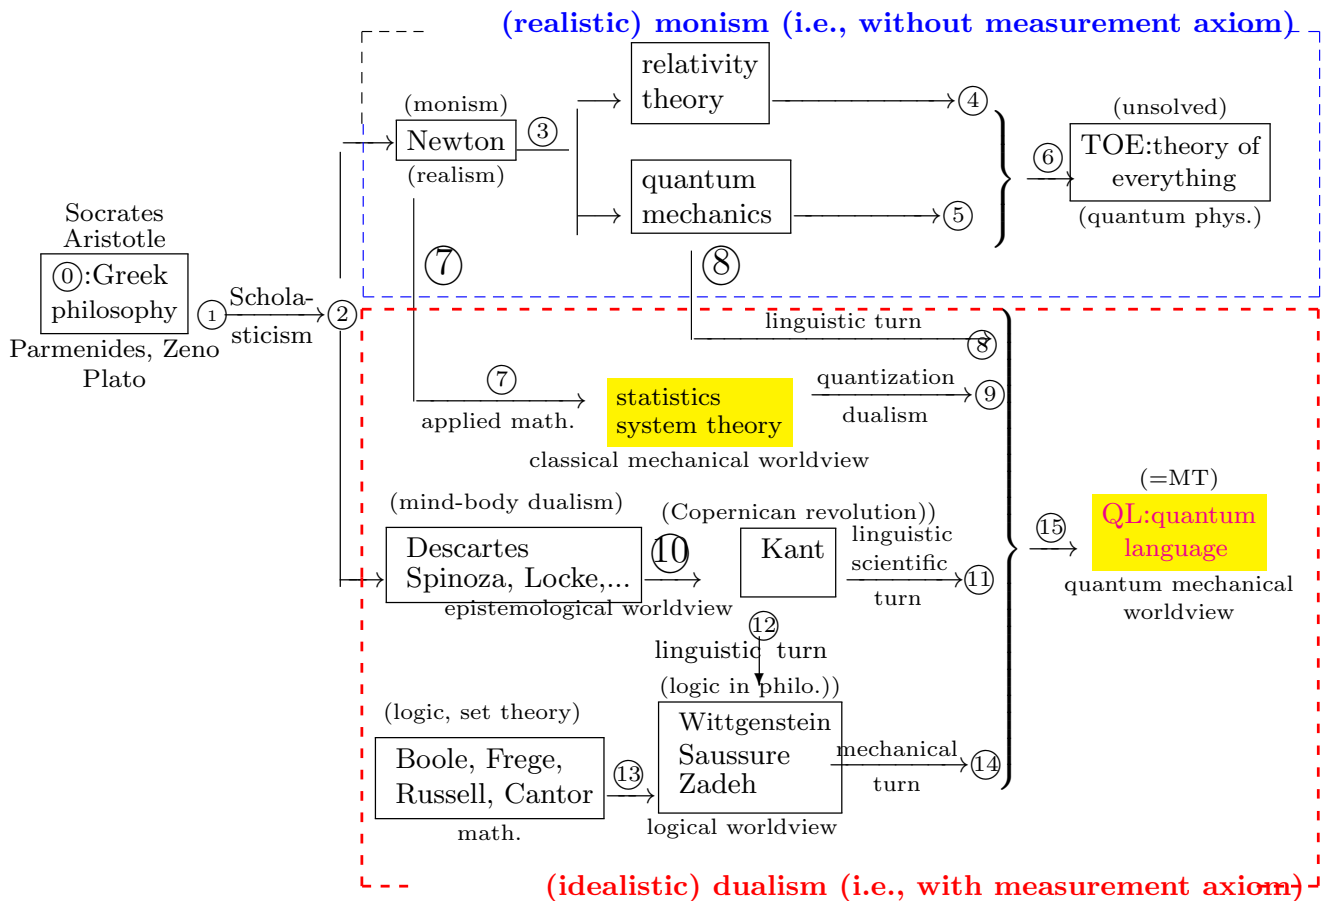 (realistic) monism (i.e., without measurement axiom)
relativity
theory
④
(monism)
Newton
③
(realism)
(unsolved)
⑥
TOE:theory of
everything
(quantum phys.)
quantum
mechanics
⑤
Socrates
Aristotle
⓪:Greek
philosophy
Parmenides, Zeno
Plato
①
Schola-
sticism
②
⑦
⑧
linguistic turn
⑧
⑦
applied math.
statistics
system theory
classical mechanical worldview
quantization
dualism
⑨
(mind-body dualism)
Descartes
Spinoza, Locke,...
epistemological worldview
⑩
(Copernican revolution))
Kant
linguistic
scientific
turn
⑪
⑮
(=MT)
QL:quantum
language
quantum mechanical
worldview
⑫
linguistic turn
(logic in philo.))
(logic, set theory)
Boole, Frege,
Russell, Cantor
math.
⑬
Wittgenstein
Saussure
Zadeh
logical worldview
mechanical
turn
⑭
(idealistic) dualism (i.e., with measurement axiom)